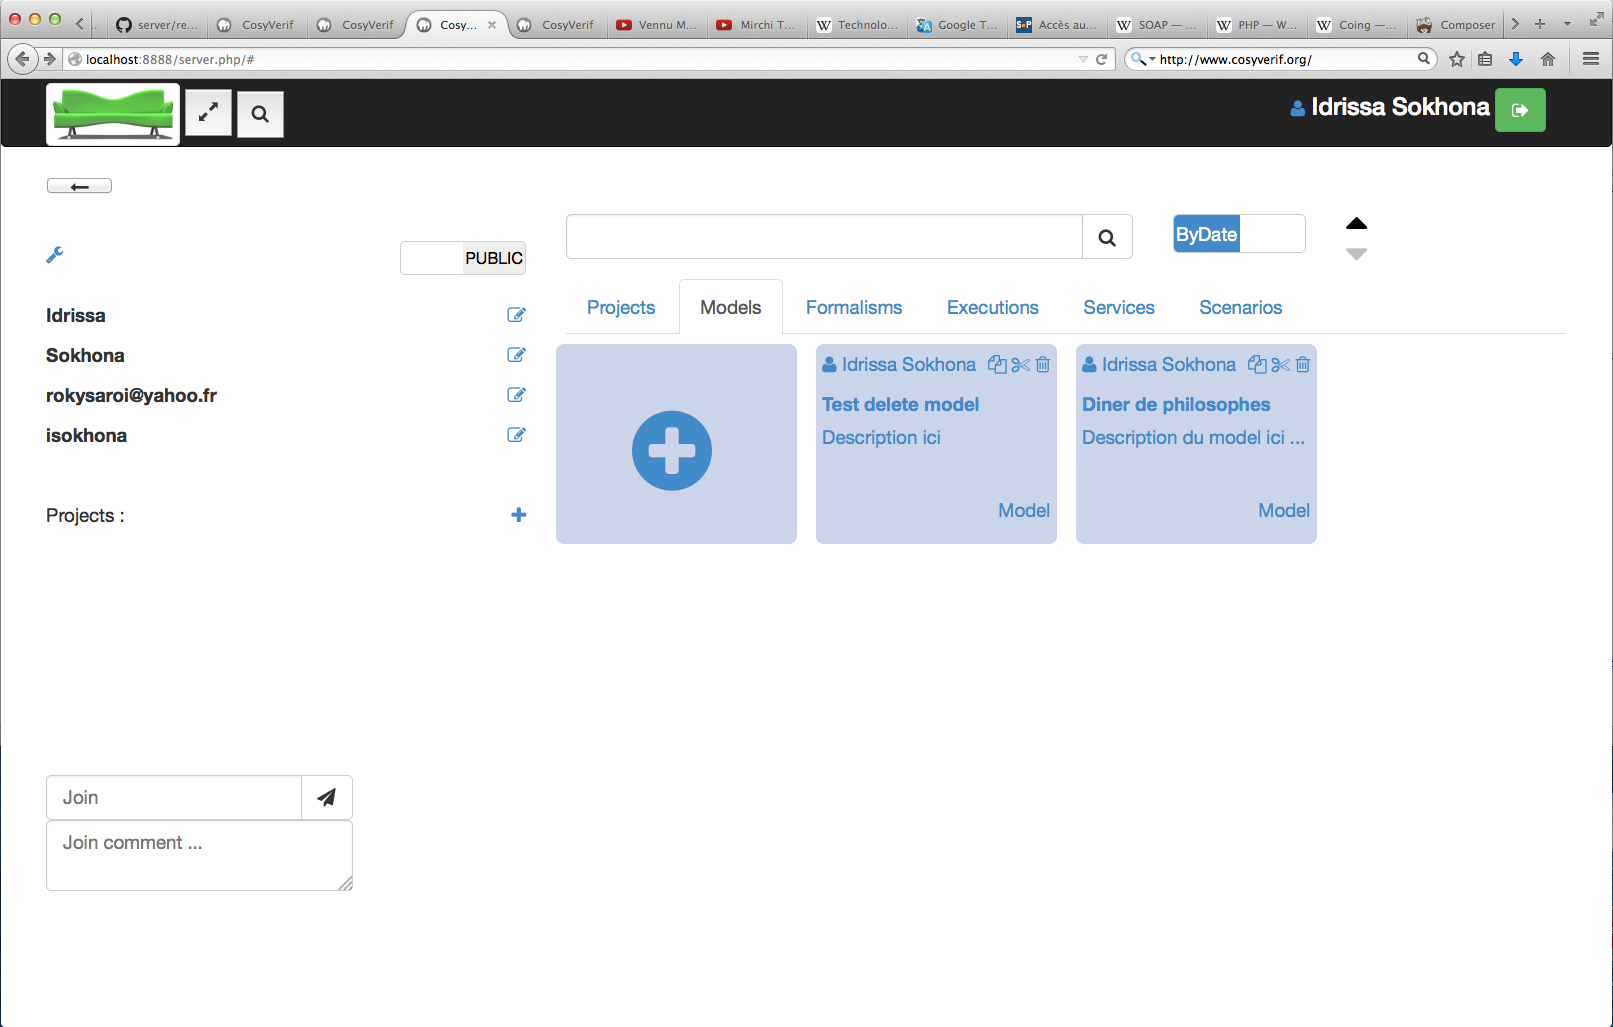 server/re...
CosyVerif
CosyVerif
Cosy...
CosyVerif
Vennu M...
Mirchi T...
Technolo...
Google T...
Accès au...
SOAP — ...
PHP — W...
Coing —...
Composer
localhost:8888/server.php/#
http://www.cosyverif.org/
Idrissa Sokhona
ByDate
PUBLIC
Projects
Models
Formalisms
Executions
Services
Scenarios
Idrissa
Sokhona
rokysaroi@yahoo.fr
isokhona
Projects :
Idrissa Sokhona
Test delete model
Description ici
Model
Idrissa Sokhona
Diner de philosophes
Description du model ici ...
Model
Join
Join comment ...